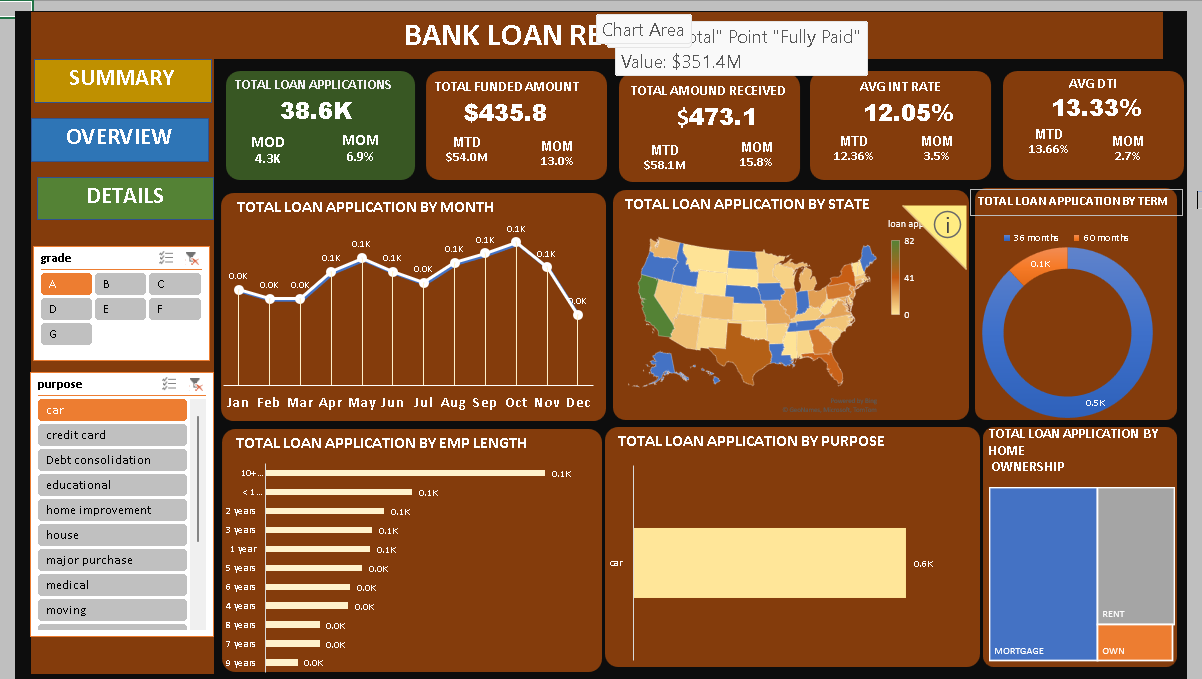 BANK LOAN RE
Chart Area
otal" Point "Fully Paid"
Value: $351.4M
SUMMARY
OVERVIEW
DETAILS
TOTAL LOAN APPLICATIONS
38.6K
MOD
4.3K
MOM
6.9%
TOTAL FUNDED AMOUNT
$435.8
MTD
$54.0M
MOM
13.0%
TOTAL AMOUND RECEIVED
$473.1
MTD
$58.1M
MOM
15.8%
AVG INT RATE
12.05%
MTD
12.36%
MOM
3.5%
AVG DTI
13.33%
MTD
13.66%
MOM
2.7%
grade
A B C
D E F
G
purpose
car
credit card
Debt consolidation
educational
home improvement
house
major purchase
medical
moving
TOTAL LOAN APPLICATION BY MONTH
0.0K 0.0K 0.0K 0.1K 0.1K 0.1K 0.0K 0.1K 0.1K 0.1K 0.1K 0.0K
Jan Feb Mar Apr May Jun Jul Aug Sep Oct Nov Dec
TOTAL LOAN APPLICATION BY STATE
loan app
82
41
0
TOTAL LOAN APPLICATION BY TERM
36 months 60 months
0.1K
0.5K
TOTAL LOAN APPLICATION BY EMP LENGTH
10+... 0.1K
< 1... 0.1K
2 years 0.1K
3 years 0.1K
1 year 0.1K
5 years 0.0K
6 years 0.0K
4 years 0.0K
8 years 0.0K
7 years 0.0K
9 years 0.0K
TOTAL LOAN APPLICATION BY PURPOSE
car 0.6K
TOTAL LOAN APPLICATION BY
HOME
OWNERSHIP
MORTGAGE
RENT
OWN